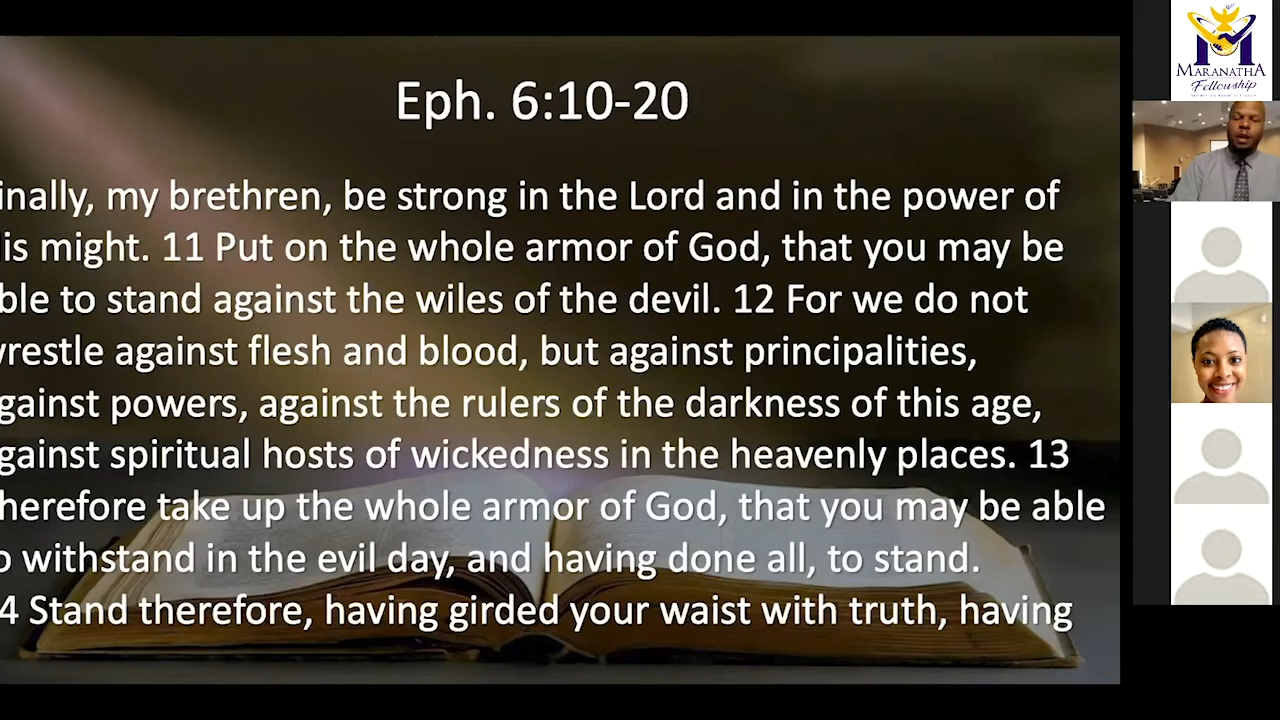 Eph. 6:10-20
inally, my brethren, be strong in the Lord and in the power of
is might. 11 Put on the whole armor of God, that you may be
ble to stand against the wiles of the devil. 12 For we do not
restle against flesh and blood, but against principalities,
gainst powers, against the rulers of the darkness of this age,
gainst spiritual hosts of wickedness in the heavenly places. 13
herefore take up the whole armor of God, that you may be able
o withstand in the evil day, and having done all, to stand.
4 Stand therefore, having girded your waist with truth, having
MARANATHA
Fellowship